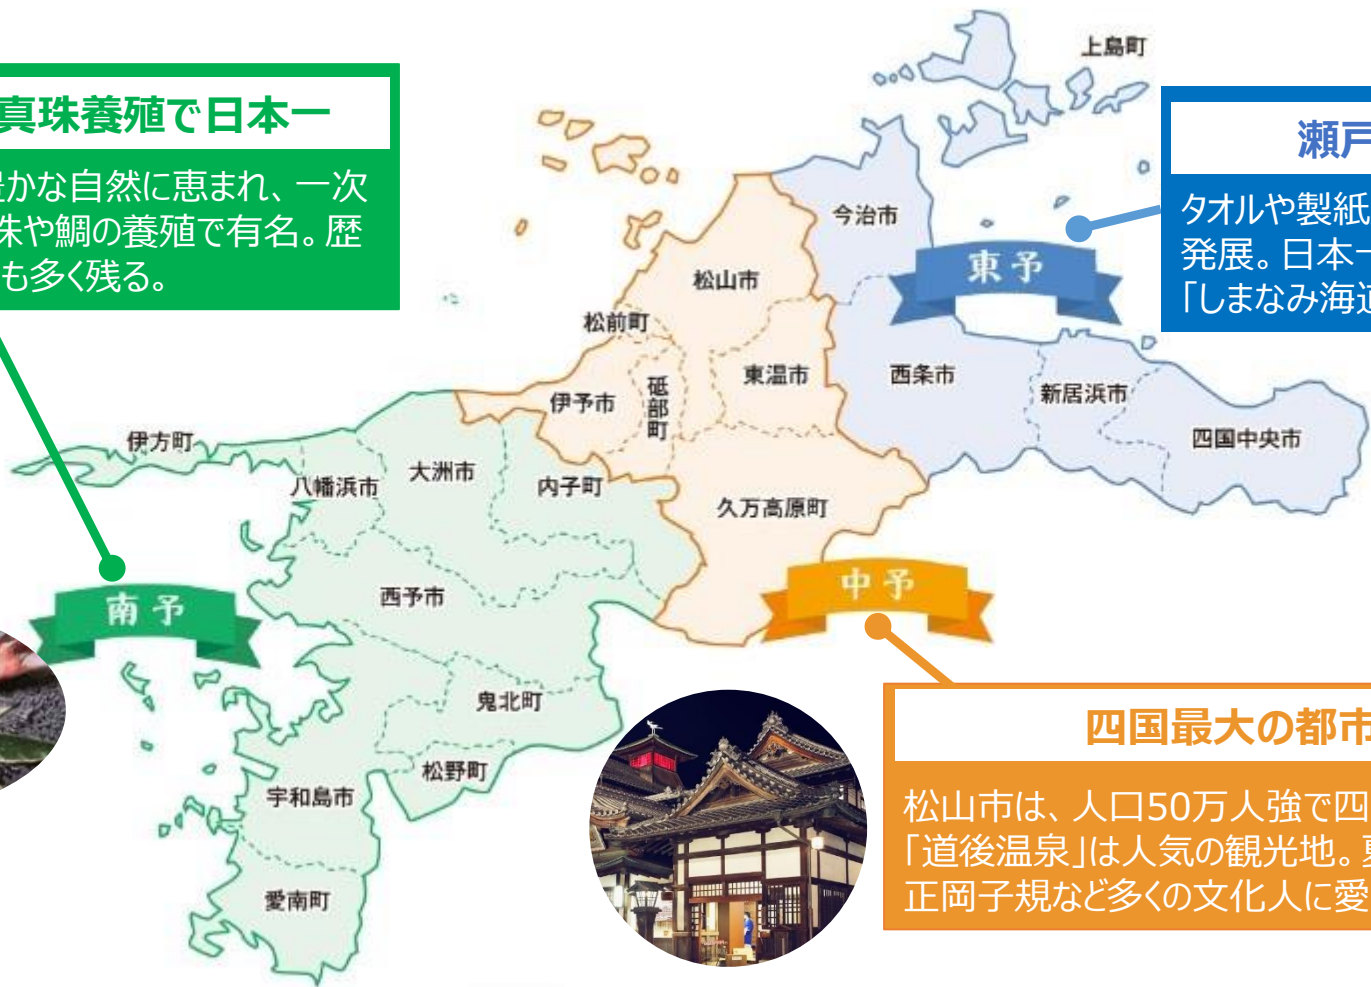 真珠養殖で日本一
豊かな自然に恵まれ、一次
珠や鯛の養殖で有名。歴
も多く残る。
上島町
瀬戸
タオルや製紙
発展。日本一
「しまなみ海道
今治市
東予
松山市
松前町
東温市
西条市
新居浜市
四国中央市
伊予市
砥部町
伊方町
八幡浜市
大洲市
内子町
久万高原町
中予
南予
西予市
鬼北町
松野町
宇和島市
愛南町
四国最大の都市
松山市は、人口50万人強で四
「道後温泉」は人気の観光地。
正岡子規など多くの文化人に愛